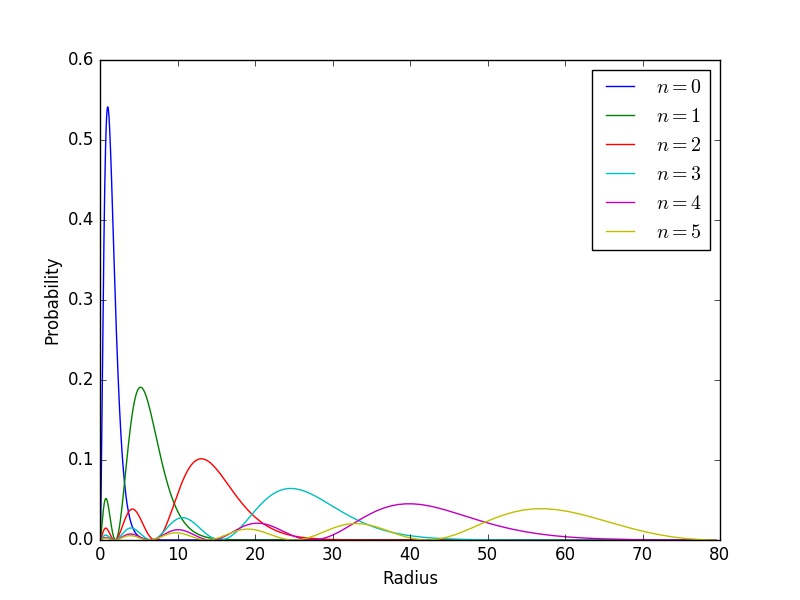 0.6
0.5
0.4
0.3
0.2
0.1
0.0
Probability
0 10 20 30 40 50 60 70 80
Radius
n = 0
n = 1
n = 2
n = 3
n = 4
n = 5